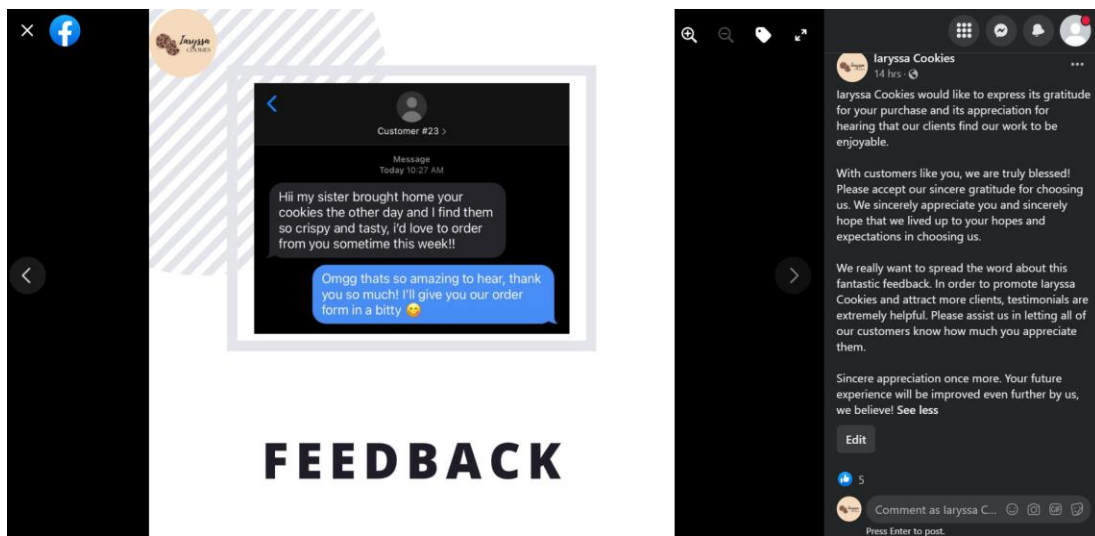 Iaryssa
COOKIES
Customer #23 >
Message
Today 10:27 AM
Hii my sister brought home your
cookies the other day and I find them
so crispy and tasty, i'd love to order
from you sometime this week!!
Omgg thats so amazing to hear, thank
you so much! I'll give you our order
form in a bitty 😋
FEEDBACK
Iaryssa Cookies
14 hrs ·
Iaryssa Cookies would like to express its gratitude
for your purchase and its appreciation for
hearing that our clients find our work to be
enjoyable.
With customers like you, we are truly blessed!
Please accept our sincere gratitude for choosing
us. We sincerely appreciate you and sincerely
hope that we lived up to your hopes and
expectations in choosing us.
We really want to spread the word about this
fantastic feedback. In order to promote Iaryssa
Cookies and attract more clients, testimonials are
extremely helpful. Please assist us in letting all of
our customers know how much you appreciate
them.
Sincere appreciation once more. Your future
experience will be improved even further by us,
we believe! See less
Edit
5
Comment as Iaryssa C...
GIF
Press Enter to post.